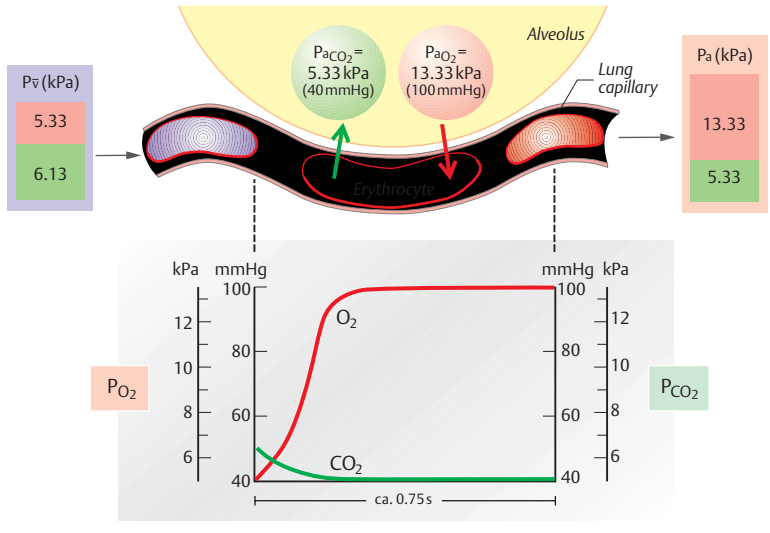 Alveolus
PaCO₂ =
5.33 kPa
(40 mmHg)
PaO₂ =
13.33 kPa
(100 mmHg)
Lung
capillary
Pv̄ (kPa)
5.33
6.13
Pa (kPa)
13.33
5.33
Erythrocyte
kPa mmHg
mmHg kPa
100
12
80
10
8
60
6
40
100
12
80
10
8
60
6
40
O₂
CO₂
PO₂
PCO₂
ca. 0.75 s